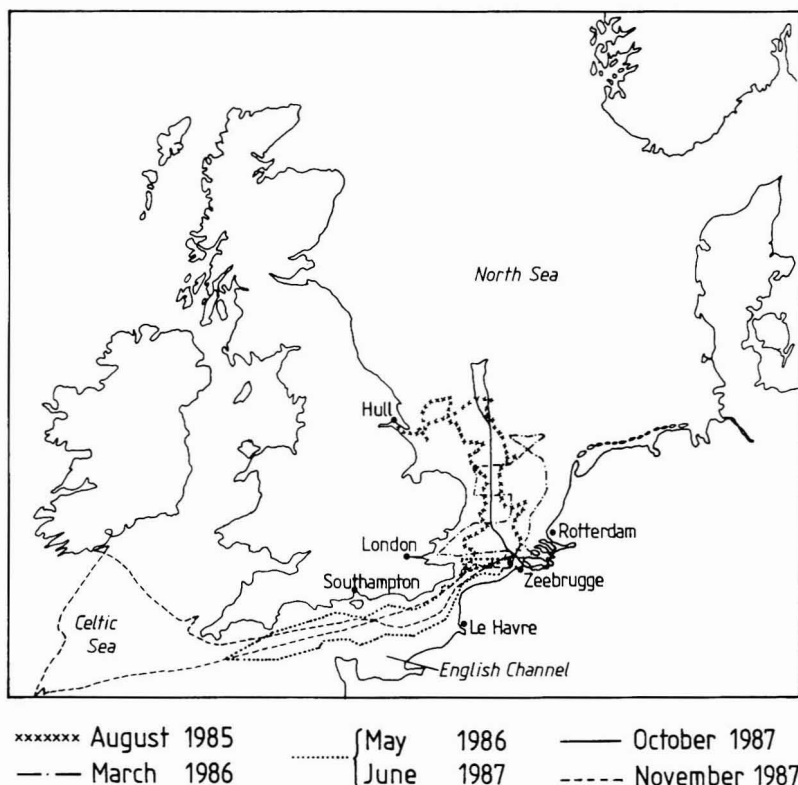 North Sea
Hull
Rotterdam
London
Southampton
Zeebrugge
Celtic
Sea
Le Havre
English Channel
August 1985
March 1986
May 1986
June 1987
October 1987
November 1987